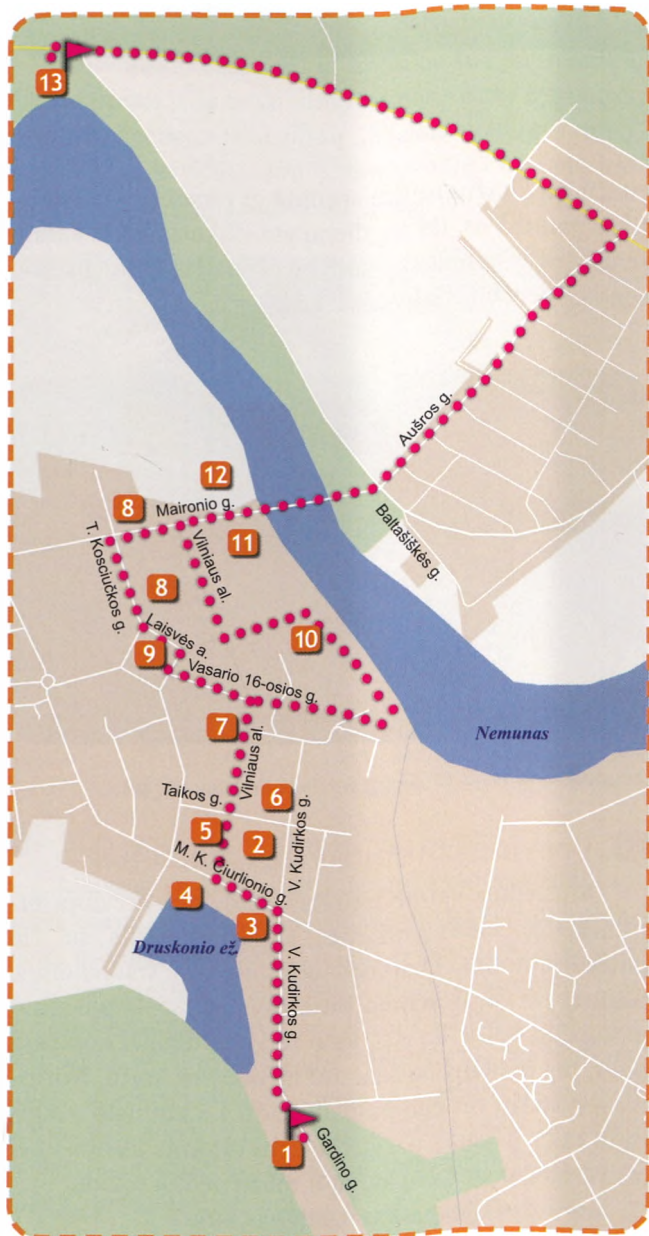 13
Aušros g.
12
8
Maironio g.
11
Baltašiškės g.
T. Kosciučkos g.
Vilniaus al.
8
Laisvės a.
10
9
Vasario 16-osios g.
7
Nemunas
Vilniaus al.
6
Taikos g.
5
2
V. Kudirkos g.
M. K. Čiurlionio g.
4
3
Druskonio ež.
V. Kudirkos g.
1
Gardino g.